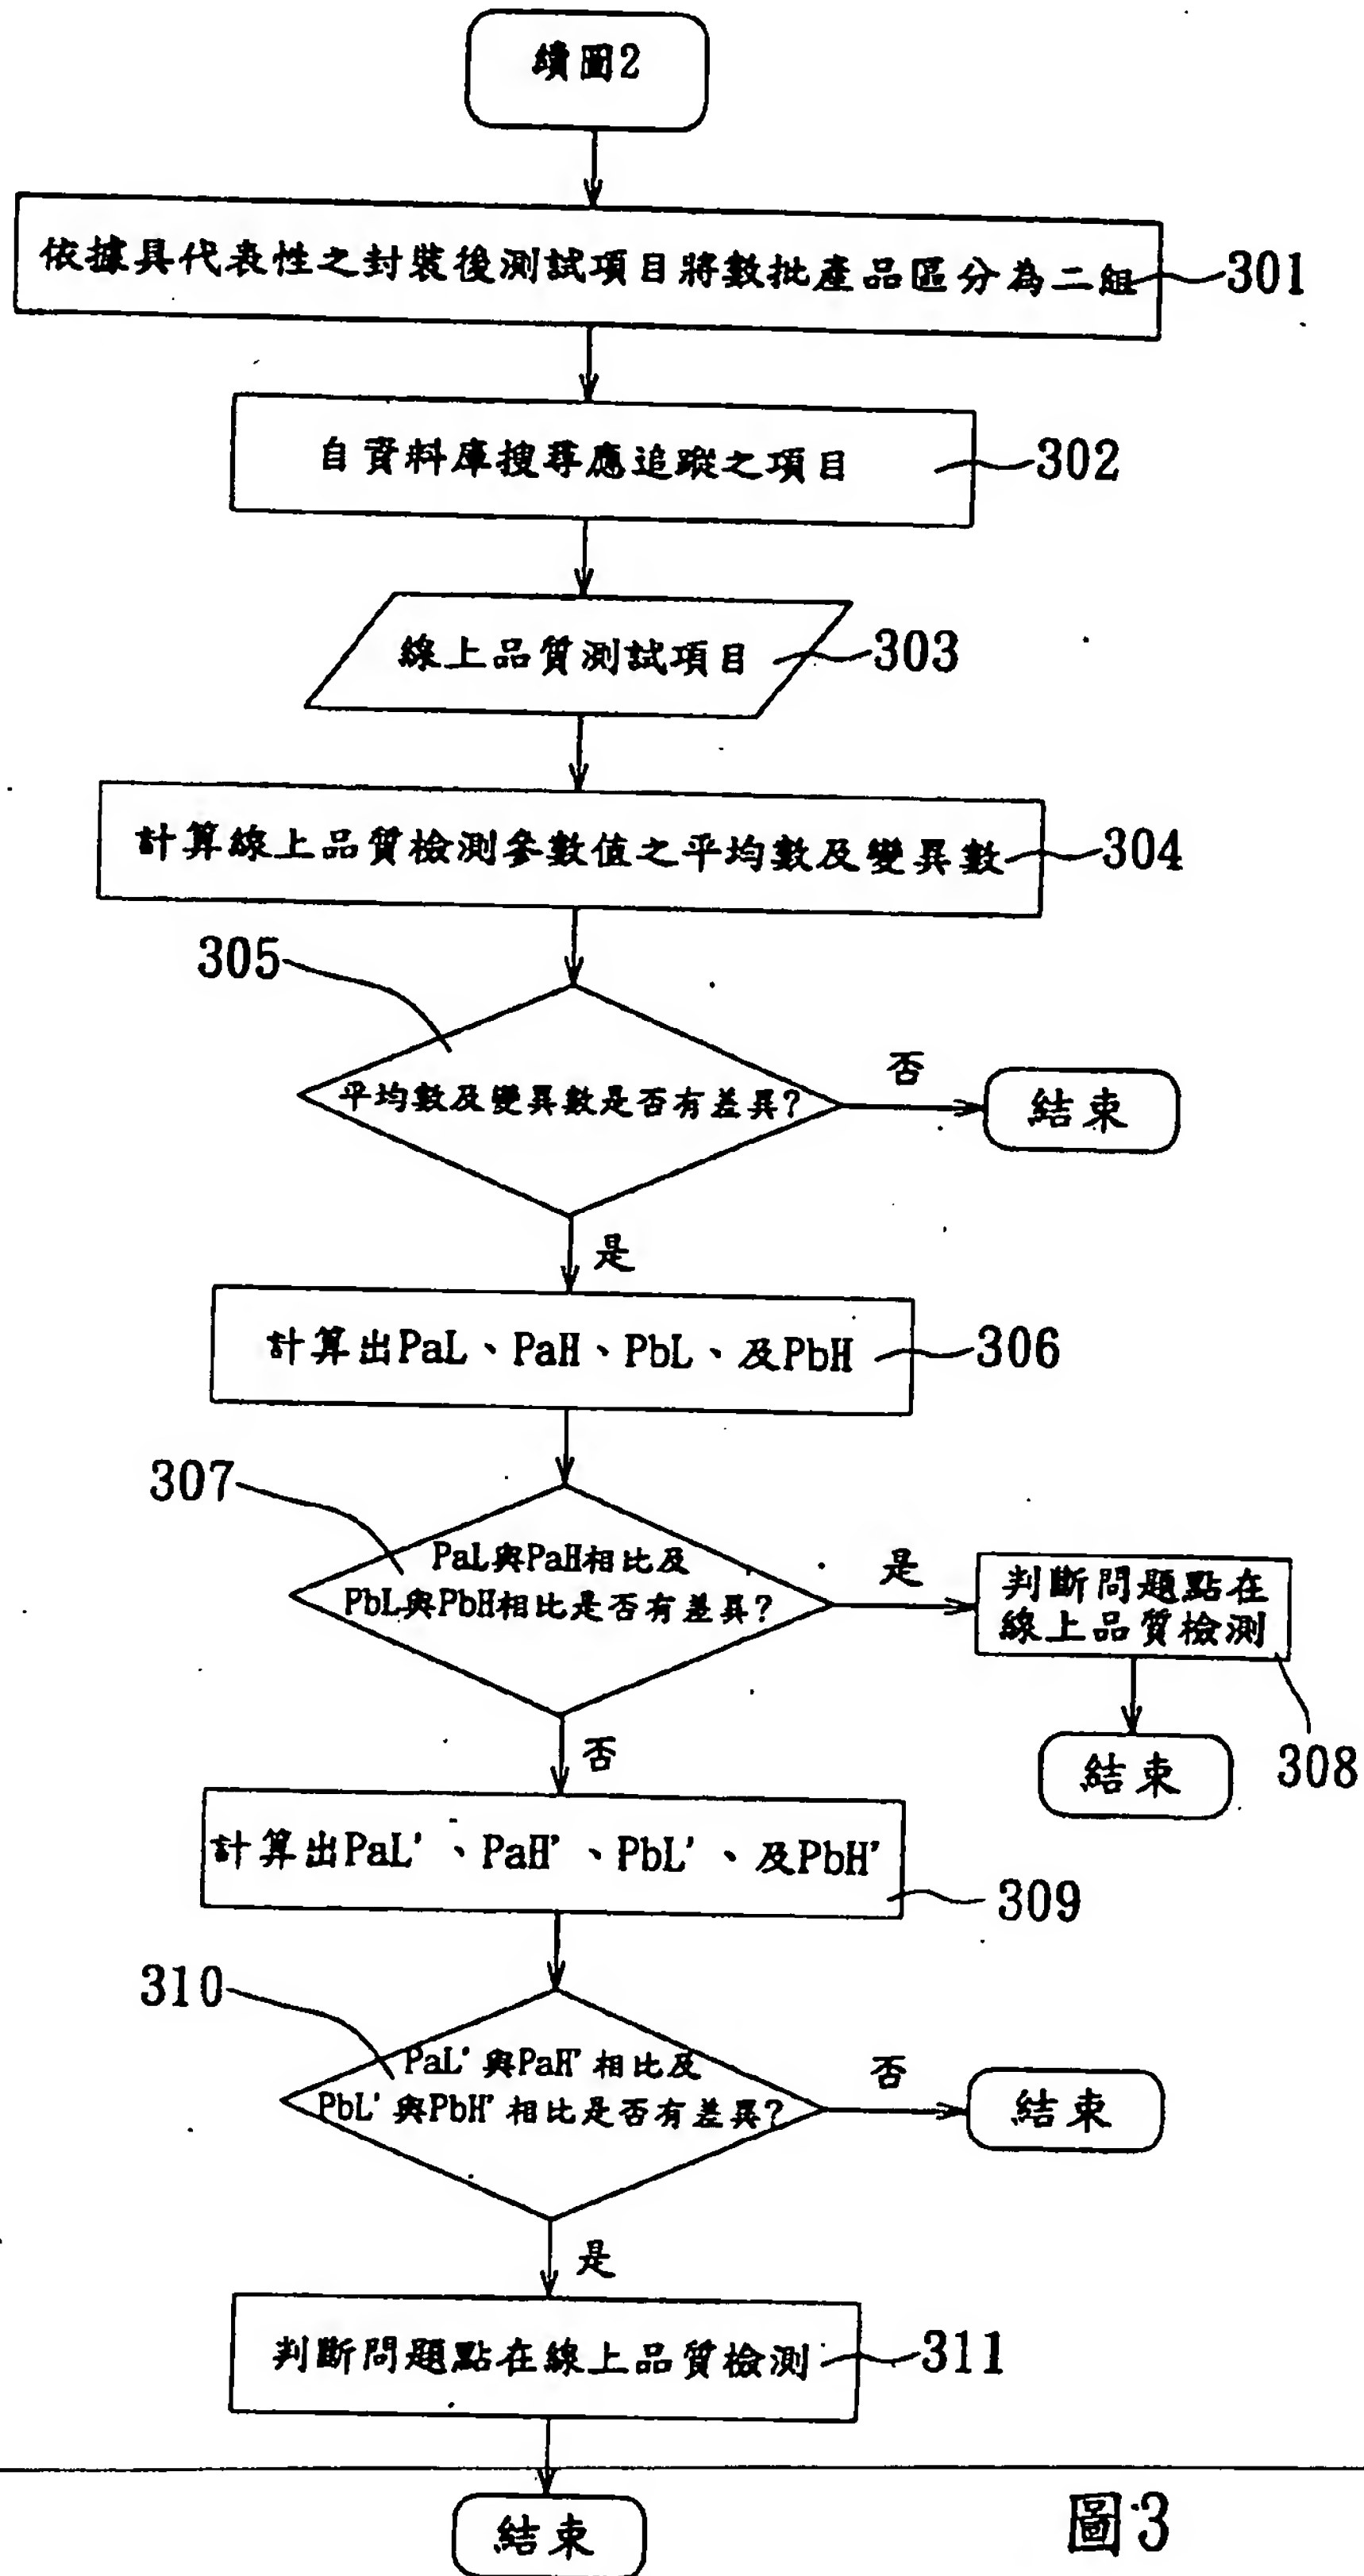 續圖2
依據具代表性之封裝後測試項目將數批產品區分為二組
301
自資料庫搜尋應追蹤之項目
302
線上品質測試項目
303
計算線上品質檢測參數值之平均數及變異數
304
305
平均數及變異數是否有差異?
否
結束
是
計算出PaL、PaH、PbL、及PbH
306
307
PaL與PaH相比及
PbL與PbH相比是否有差異?
是
判斷問題點在
線上品質檢測
308
結束
否
計算出PaL'、PaH'、PbL'、及PbH'
309
310
PaL'與PaH'相比及
PbL'與PbH'相比是否有差異?
否
結束
是
判斷問題點在線上品質檢測
311
結束
圖3